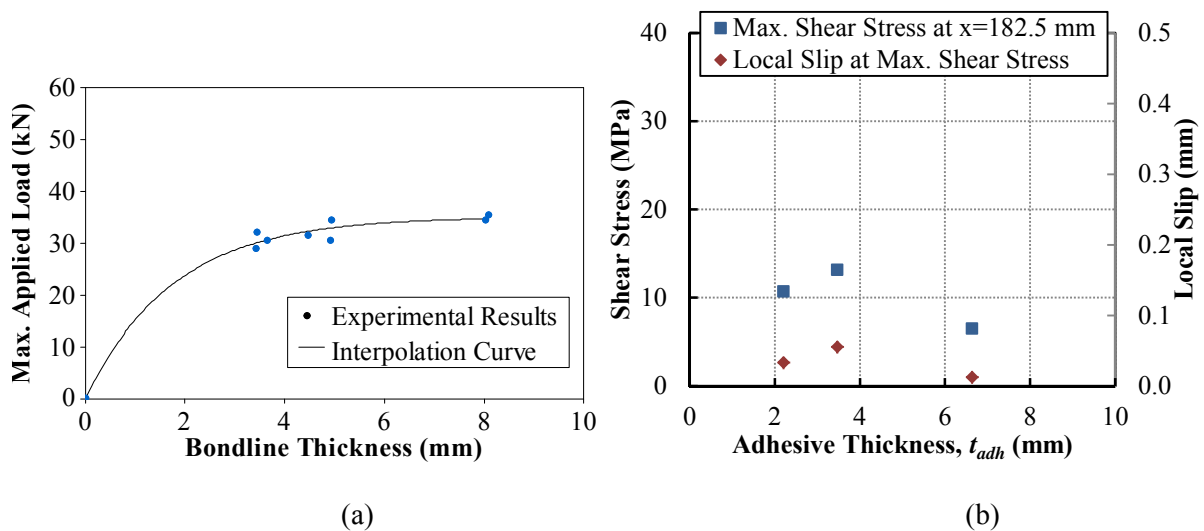 Max. Applied Load (kN)
60
50
40
30
20
10
0
Experimental Results
Interpolation Curve
0 2 4 6 8 10
Bondline Thickness (mm)
(a)
Max. Shear Stress at x=182.5 mm
Local Slip at Max. Shear Stress
Shear Stress (MPa)
40
30
20
10
0
0.5
0.4
0.3
0.2
0.1
0.0
Local Slip (mm)
0 2 4 6 8 10
Adhesive Thickness, tadh (mm)
(b)